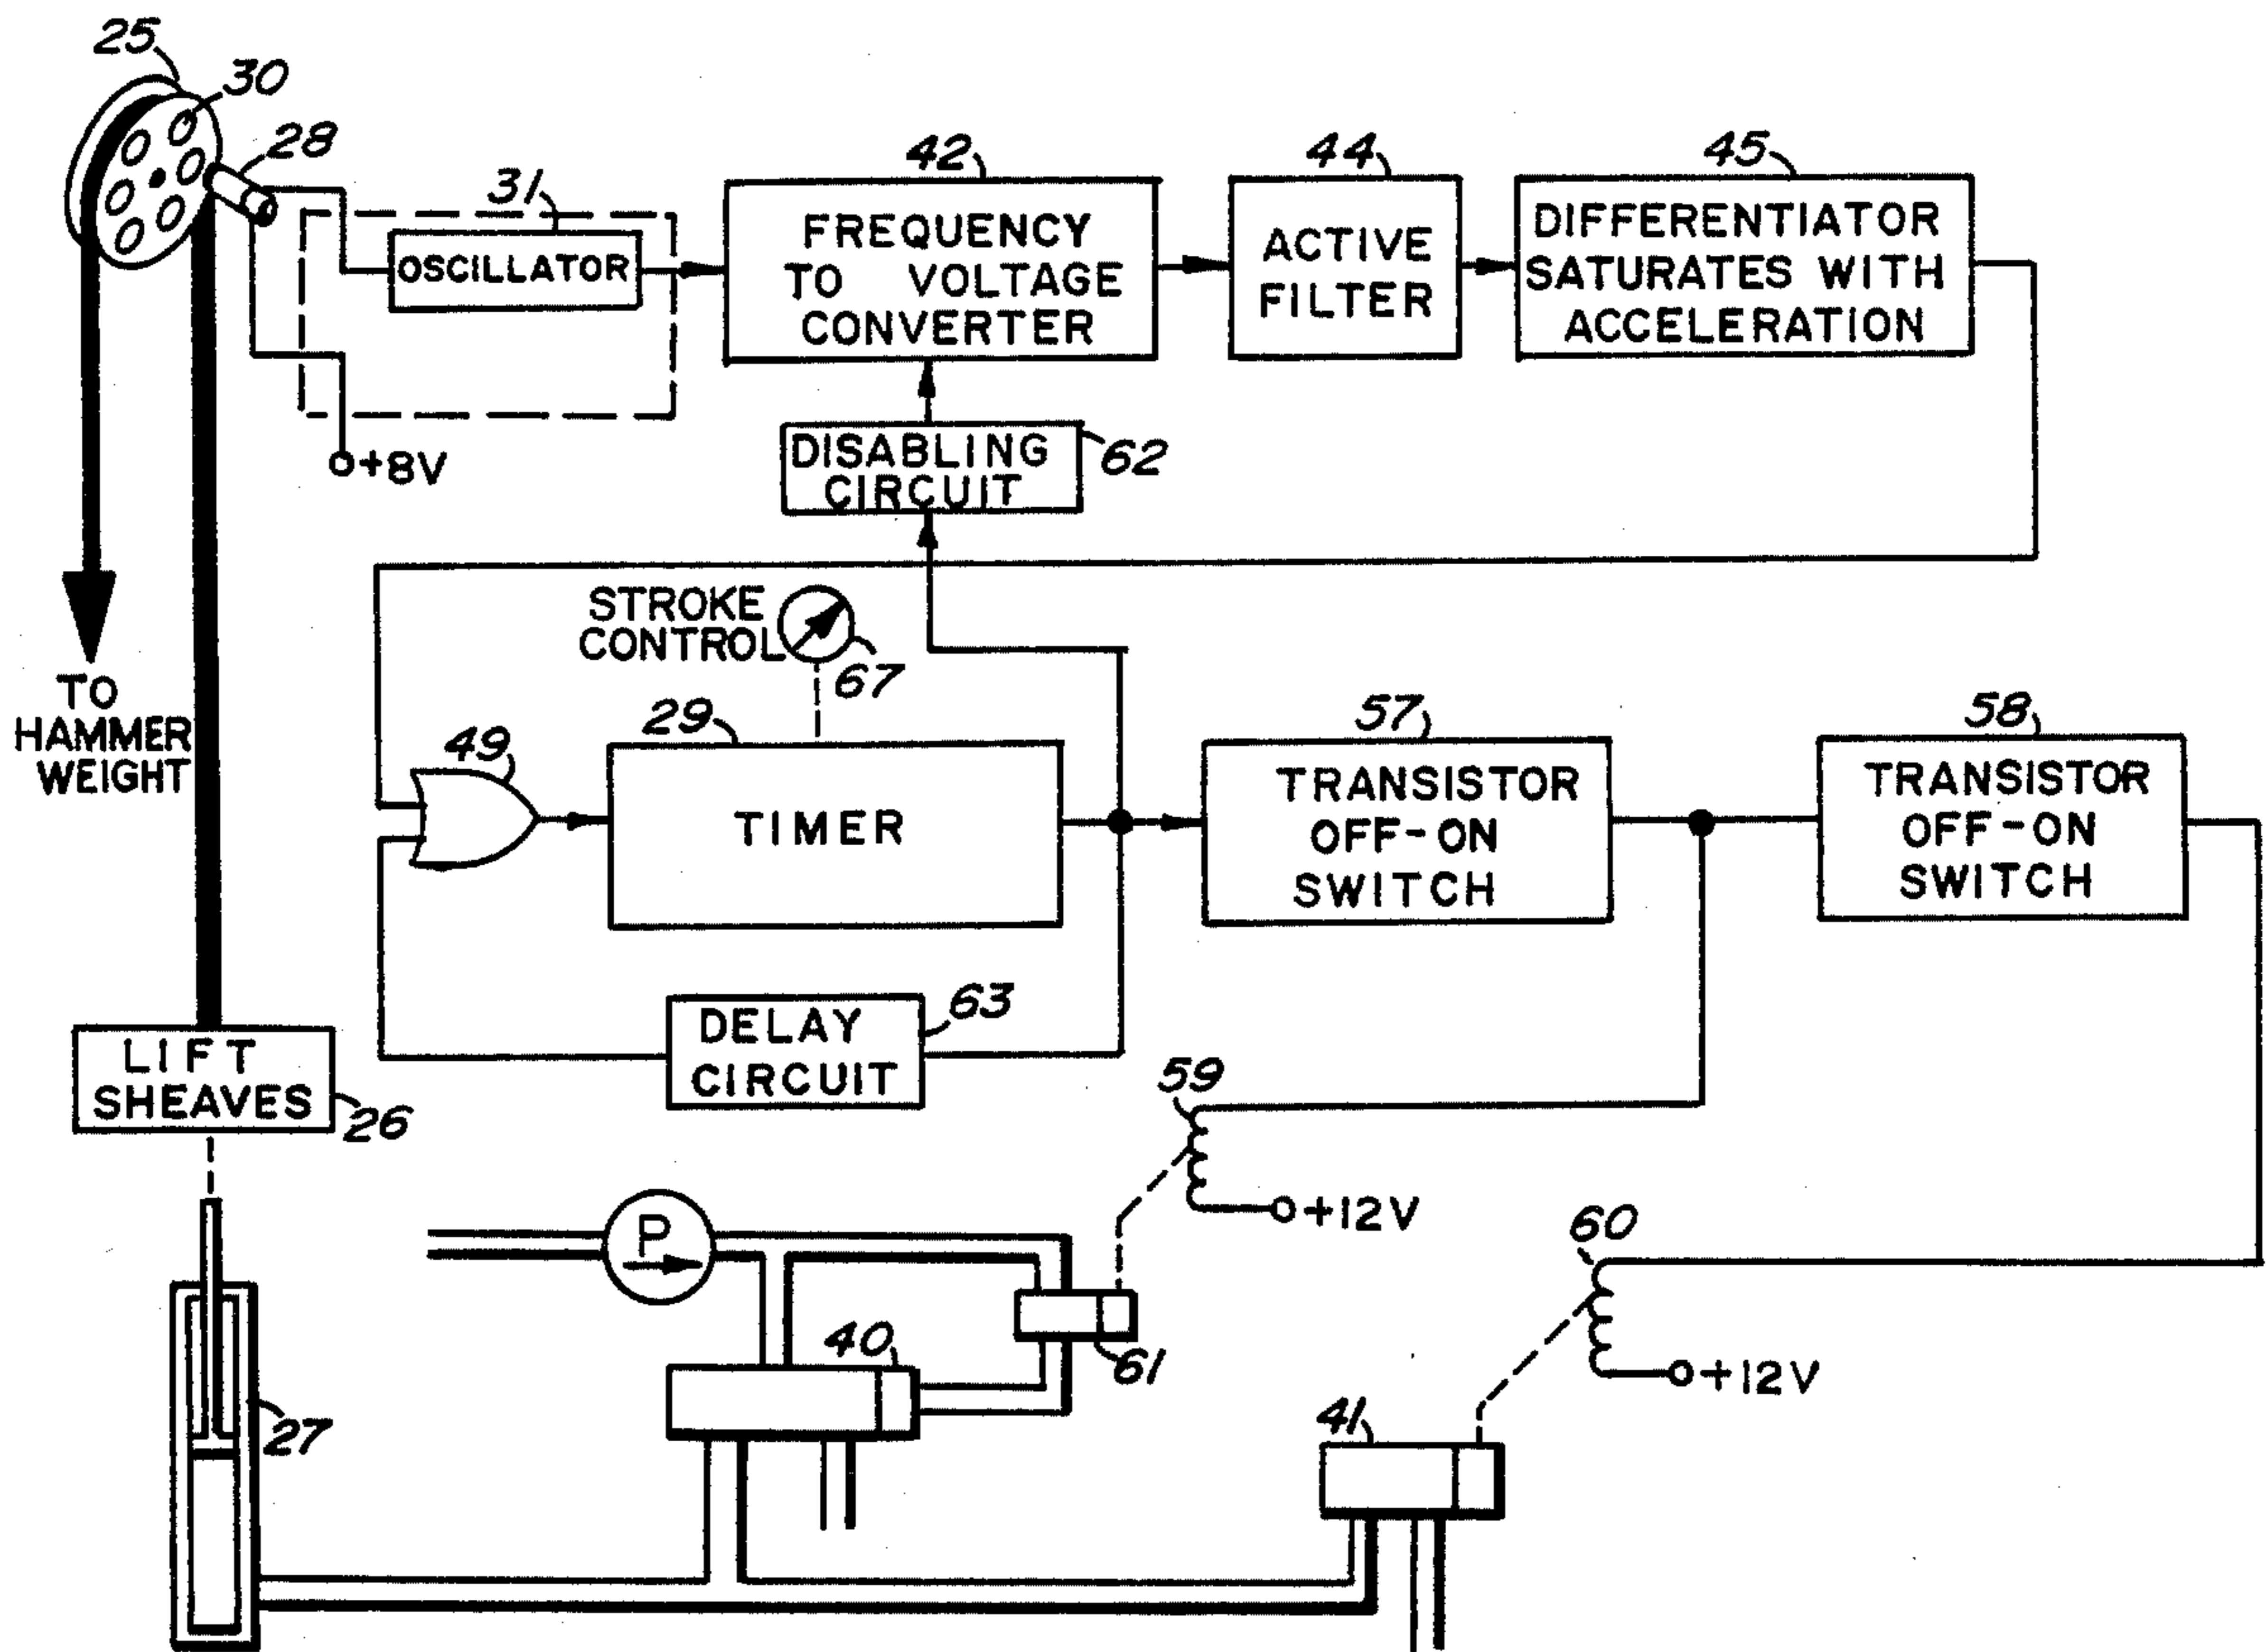 25
30
28
31
OSCILLATOR
+8V
42
FREQUENCY
TO VOLTAGE
CONVERTER
44
ACTIVE
FILTER
45
DIFFERENTIATOR
SATURATES WITH
ACCELERATION
DISABLING
CIRCUIT
62
STROKE
CONTROL
67
TO
HAMMER
WEIGHT
49
29
TIMER
57
TRANSISTOR
OFF-ON
SWITCH
58
TRANSISTOR
OFF-ON
SWITCH
DELAY
CIRCUIT
63
LIFT
SHEAVES
26
59
+12V
60
+12V
P
40
61
27
41